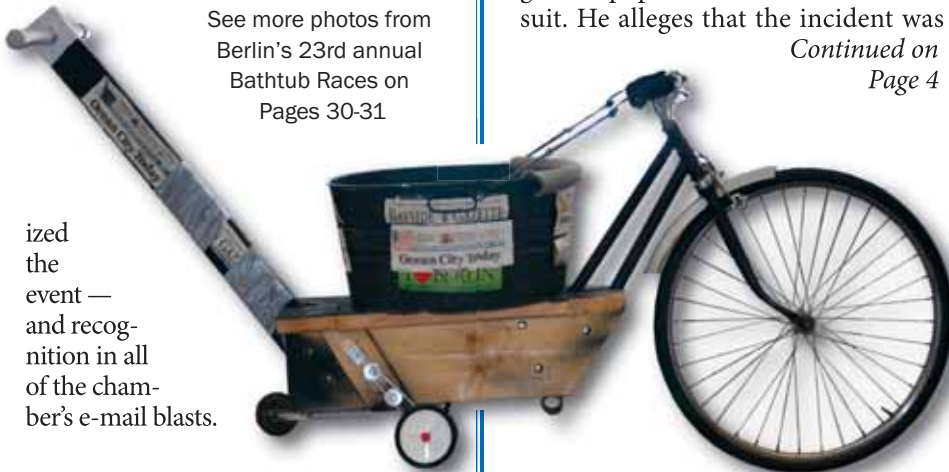 See more photos from
Berlin's 23rd annual
Bathtub Races on
Pages 30-31
suit. He alleges that the incident was
Continued on
Page 4
ized
the
event —
and recog-
nition in all
of the cham-
ber's e-mail blasts.
Ocean City Today
BAYSIDE GAZETTE
Ocean City Today
I ❤ BERLIN